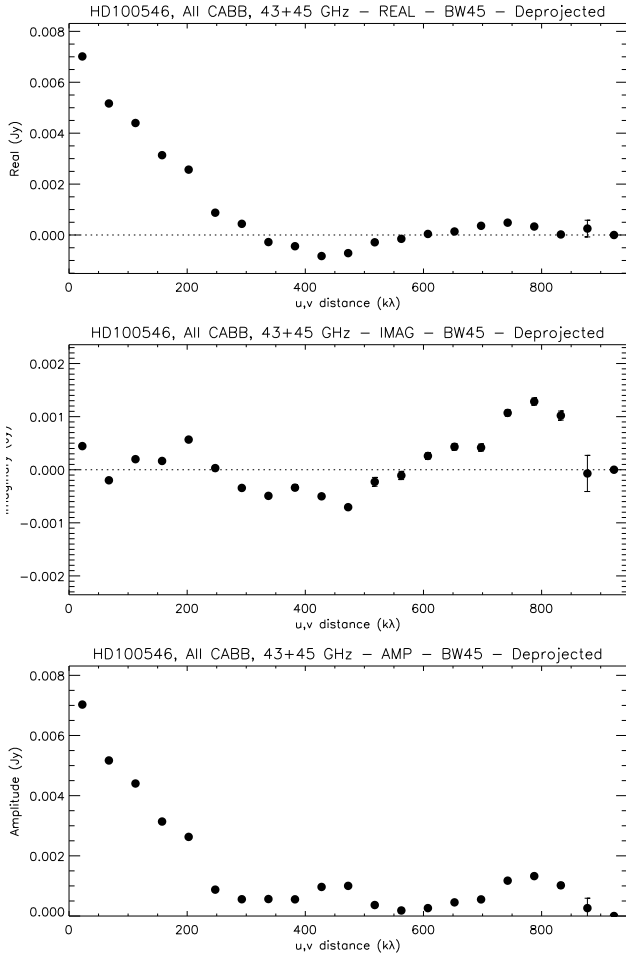 HD100546, All CABB, 43+45 GHz − REAL − BW45 − Deprojected
0.008
0.006
0.004
0.002
0.000
Real (Jy)
0 200 400 600 800
u,v distance (kλ)
HD100546, All CABB, 43+45 GHz − IMAG − BW45 − Deprojected
0.002
0.001
0.000
−0.001
−0.002
0 200 400 600 800
u,v distance (kλ)
HD100546, All CABB, 43+45 GHz − AMP − BW45 − Deprojected
0.008
0.006
0.004
0.002
0.000
Amplitude (Jy)
0 200 400 600 800
u,v distance (kλ)